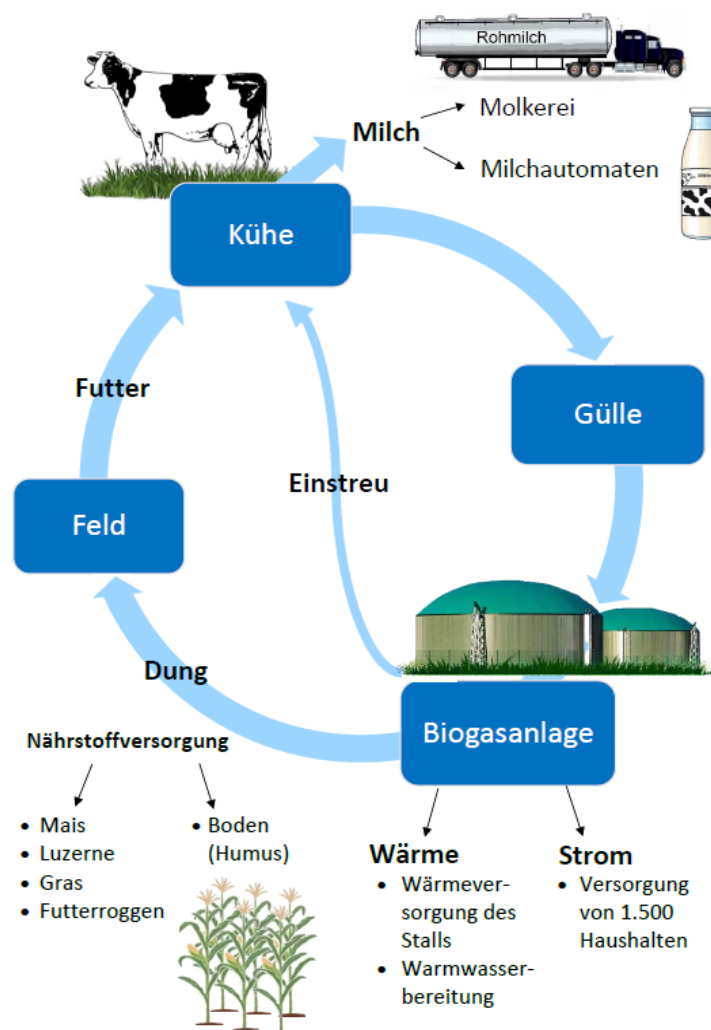 Rohmilch
Milch
Molkerei
Milchautomaten
Kühe
Futter
Gülle
Einstreu
Feld
Dung
Biogasanlage
Nährstoffversorgung
• Mais
• Luzerne
• Gras
• Futterroggen
• Boden
(Humus)
Wärme
• Wärmever-
sorgung des
Stalls
• Warmwasser-
bereitung
Strom
• Versorgung
von 1.500
Haushalten